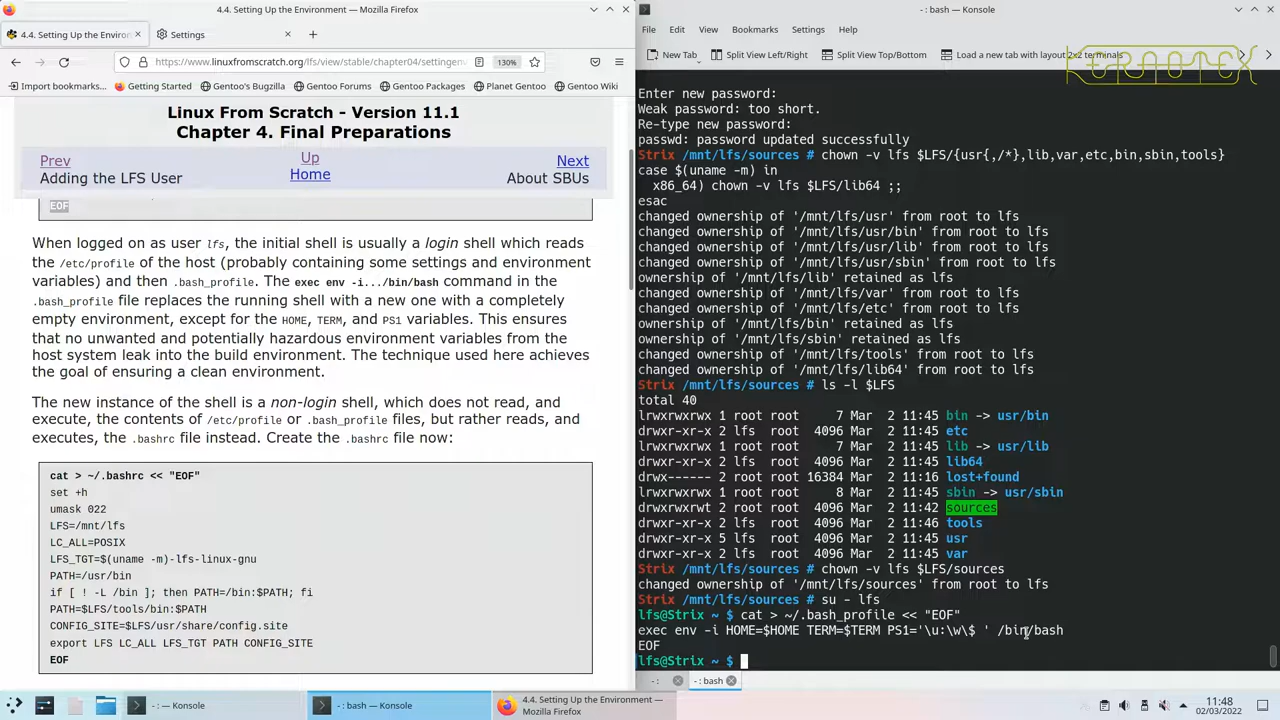 4.4. Setting Up the Environment — Mozilla Firefox
4.4. Setting Up the Environ
Settings
https://www.linuxfromscratch.org/lfs/view/stable/chapter04/settingen
130%
Import bookmarks...
Getting Started
Gentoo Forums
Gentoo's Bugzilla
Gentoo Packages
Planet Gentoo
Gentoo Wiki
Linux From Scratch - Version 11.1
Chapter 4. Final Preparations
Prev
Up
Next
Adding the LFS User
Home
About SBUs
EOF
When logged on as user lfs, the initial shell is usually a login shell which reads
the /etc/profile of the host (probably containing some settings and environment
variables) and then .bash_profile. The exec env -i.../bin/bash command in the
.bash_profile file replaces the running shell with a new one with a completely
empty environment, except for the HOME, TERM, and PS1 variables. This ensures
that no unwanted and potentially hazardous environment variables from the
host system leak into the build environment. The technique used here achieves
the goal of ensuring a clean environment.
The new instance of the shell is a non-login shell, which does not read, and
execute, the contents of /etc/profile or .bash_profile files, but rather reads, and
executes, the .bashrc file instead. Create the .bashrc file now:
cat > ~/.bashrc << "EOF"
set +h
umask 022
LFS=/mnt/lfs
LC_ALL=POSIX
LFS_TGT=$(uname -m)-lfs-linux-gnu
PATH=/usr/bin
if [ ! -L /bin ]; then PATH=/bin:$PATH; fi
PATH=$LFS/tools/bin:$PATH
CONFIG_SITE=$LFS/usr/share/config.site
export LFS LC_ALL LFS_TGT PATH CONFIG_SITE
EOF
- : bash — Konsole
File Edit View Bookmarks Settings Help
New Tab
Split View Left/Right
Split View Top/Bottom
Load a new tab with layout 2x2 terminals
KERNOTEX
Enter new password:
Weak password: too short.
Re-type new password:
passwd: password updated successfully
Strix /mnt/lfs/sources # chown -v lfs $LFS/{usr{,/*},lib,var,etc,bin,sbin,tools}
case $(uname -m) in
x86_64) chown -v lfs $LFS/lib64 ;;
esac
changed ownership of '/mnt/lfs/usr' from root to lfs
changed ownership of '/mnt/lfs/usr/bin' from root to lfs
changed ownership of '/mnt/lfs/usr/lib' from root to lfs
changed ownership of '/mnt/lfs/usr/sbin' from root to lfs
ownership of '/mnt/lfs/lib' retained as lfs
changed ownership of '/mnt/lfs/var' from root to lfs
changed ownership of '/mnt/lfs/etc' from root to lfs
ownership of '/mnt/lfs/bin' retained as lfs
ownership of '/mnt/lfs/sbin' retained as lfs
changed ownership of '/mnt/lfs/tools' from root to lfs
changed ownership of '/mnt/lfs/lib64' from root to lfs
Strix /mnt/lfs/sources # ls -l $LFS
total 40
lrwxrwxrwx 1 root root 7 Mar 2 11:45 bin -> usr/bin
drwxr-xr-x 2 lfs root 4096 Mar 2 11:45 etc
lrwxrwxrwx 1 root root 7 Mar 2 11:45 lib -> usr/lib
drwxr-xr-x 2 lfs root 4096 Mar 2 11:45 lib64
drwx------ 2 root root 16384 Mar 2 11:16 lost+found
lrwxrwxrwx 1 root root 8 Mar 2 11:45 sbin -> usr/sbin
drwxrwxrwt 2 root root 4096 Mar 2 11:42 sources
drwxr-xr-x 2 lfs root 4096 Mar 2 11:46 tools
drwxr-xr-x 5 lfs root 4096 Mar 2 11:45 usr
drwxr-xr-x 2 lfs root 4096 Mar 2 11:45 var
Strix /mnt/lfs/sources # chown -v lfs $LFS/sources
changed ownership of '/mnt/lfs/sources' from root to lfs
Strix /mnt/lfs/sources # su - lfs
lfs@Strix ~ $ cat > ~/.bash_profile << "EOF"
exec env -i HOME=$HOME TERM=$TERM PS1='\u:\w\$ ' /bin/bash
EOF
lfs@Strix ~ $
- :
- : bash
- : — Konsole
- : bash — Konsole
4.4. Setting Up the Environment —
Mozilla Firefox
11:48
02/03/2022